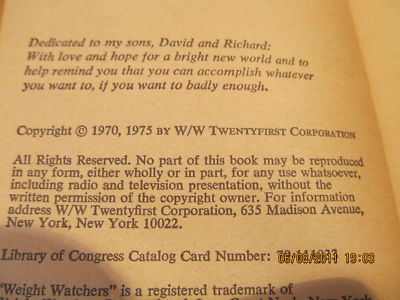 Dedicated to my sons, David and Richard:
With love and hope for a bright new world and to
help remind you that you can accomplish whatever
you want to, if you want to badly enough.
Copyright © 1970, 1975 BY W/W TWENTYFIRST CORPORATION
All Rights Reserved. No part of this book may be reproduced
in any form, either wholly or in part, for any use whatsoever,
including radio and television presentation, without the
written permission of the copyright owner. For information
address W/W Twentyfirst Corporation, 635 Madison Avenue,
New York, New York 10022.
Library of Congress Catalog Card Number:
06/06/2011 19:03
"Weight Watchers" is a registered trademark of